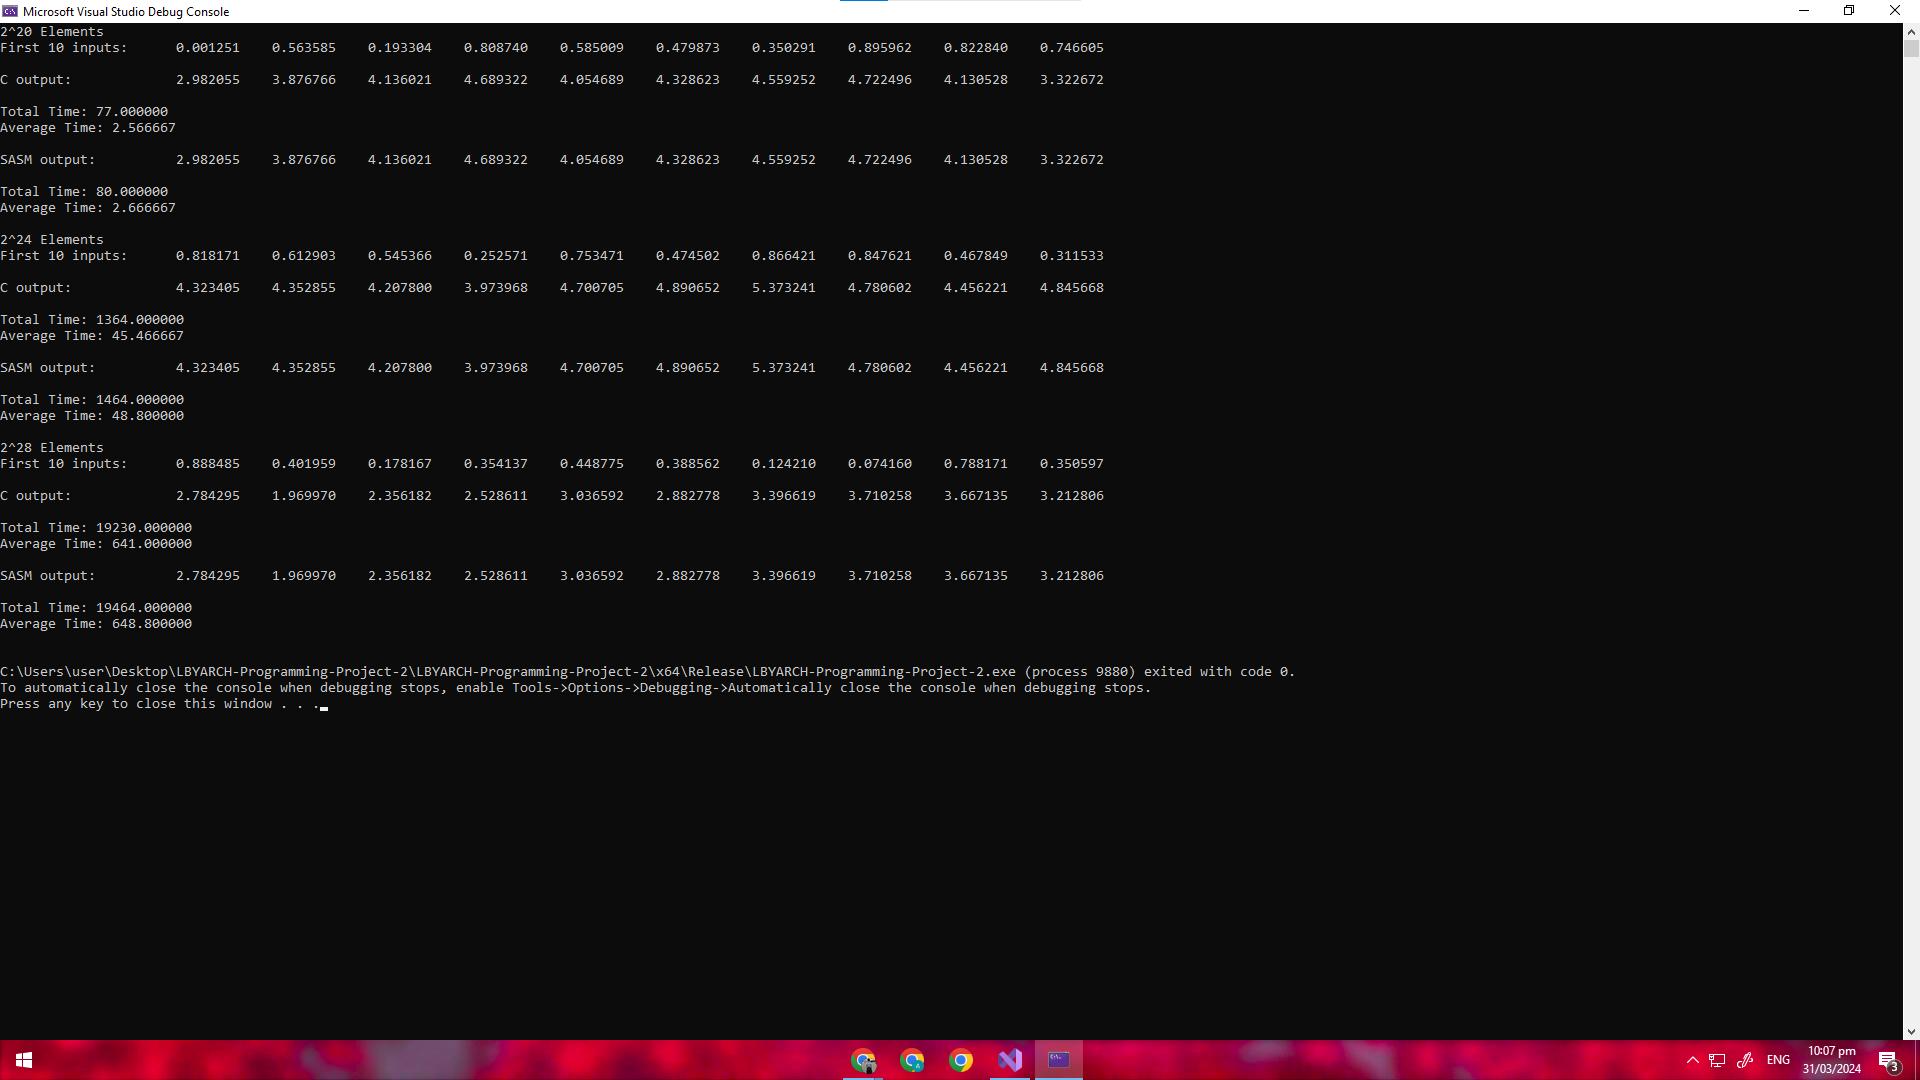 Microsoft Visual Studio Debug Console
2^20 Elements
First 10 inputs: 0.001251 0.563585 0.193304 0.808740 0.585009 0.479873 0.350291 0.895962 0.822840 0.746605
C output: 2.982055 3.876766 4.136021 4.689322 4.054689 4.328623 4.559252 4.722496 4.130528 3.322672
Total Time: 77.000000
Average Time: 2.566667
SASM output: 2.982055 3.876766 4.136021 4.689322 4.054689 4.328623 4.559252 4.722496 4.130528 3.322672
Total Time: 80.000000
Average Time: 2.666667
2^24 Elements
First 10 inputs: 0.818171 0.612903 0.545366 0.252571 0.753471 0.474502 0.866421 0.847621 0.467849 0.311533
C output: 4.323405 4.352855 4.207800 3.973968 4.700705 4.890652 5.373241 4.780602 4.456221 4.845668
Total Time: 1364.000000
Average Time: 45.466667
SASM output: 4.323405 4.352855 4.207800 3.973968 4.700705 4.890652 5.373241 4.780602 4.456221 4.845668
Total Time: 1464.000000
Average Time: 48.800000
2^28 Elements
First 10 inputs: 0.888485 0.401959 0.178167 0.354137 0.448775 0.388562 0.124210 0.074160 0.788171 0.350597
C output: 2.784295 1.969970 2.356182 2.528611 3.036592 2.882778 3.396619 3.710258 3.667135 3.212806
Total Time: 19230.000000
Average Time: 641.000000
SASM output: 2.784295 1.969970 2.356182 2.528611 3.036592 2.882778 3.396619 3.710258 3.667135 3.212806
Total Time: 19464.000000
Average Time: 648.800000
C:\Users\user\Desktop\LBYARCH-Programming-Project-2\LBYARCH-Programming-Project-2\x64\Release\LBYARCH-Programming-Project-2.exe (process 9880) exited with code 0.
To automatically close the console when debugging stops, enable Tools->Options->Debugging->Automatically close the console when debugging stops.
Press any key to close this window . . .
ENG
10:07 pm
31/03/2024
3